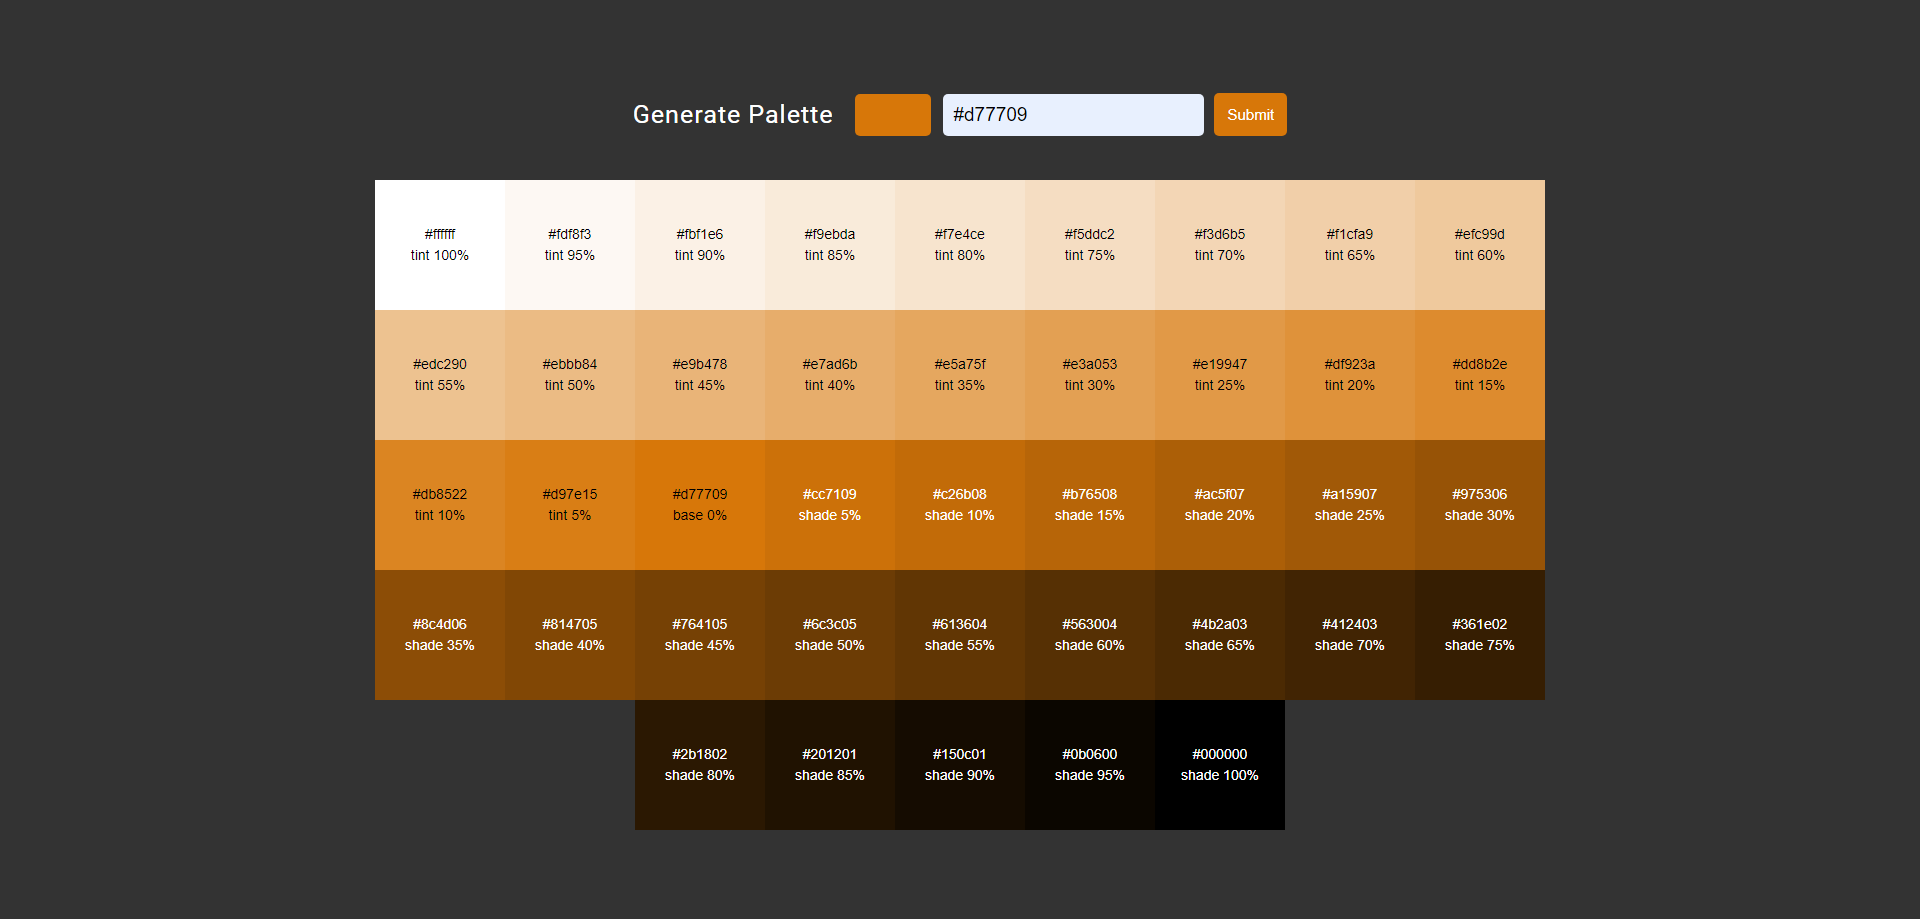 Generate Palette
#d77709
Submit
#ffffff
tint 100%
#fdf8f3
tint 95%
#fbf1e6
tint 90%
#f9ebda
tint 85%
#f7e4ce
tint 80%
#f5ddc2
tint 75%
#f3d6b5
tint 70%
#f1cfa9
tint 65%
#efc99d
tint 60%
#edc290
tint 55%
#ebbb84
tint 50%
#e9b478
tint 45%
#e7ad6b
tint 40%
#e5a75f
tint 35%
#e3a053
tint 30%
#e19947
tint 25%
#df923a
tint 20%
#dd8b2e
tint 15%
#db8522
tint 10%
#d97e15
tint 5%
#d77709
base 0%
#cc7109
shade 5%
#c26b08
shade 10%
#b76508
shade 15%
#ac5f07
shade 20%
#a15907
shade 25%
#975306
shade 30%
#8c4d06
shade 35%
#814705
shade 40%
#764105
shade 45%
#6c3c05
shade 50%
#613604
shade 55%
#563004
shade 60%
#4b2a03
shade 65%
#412403
shade 70%
#361e02
shade 75%
#2b1802
shade 80%
#201201
shade 85%
#150c01
shade 90%
#0b0600
shade 95%
#000000
shade 100%